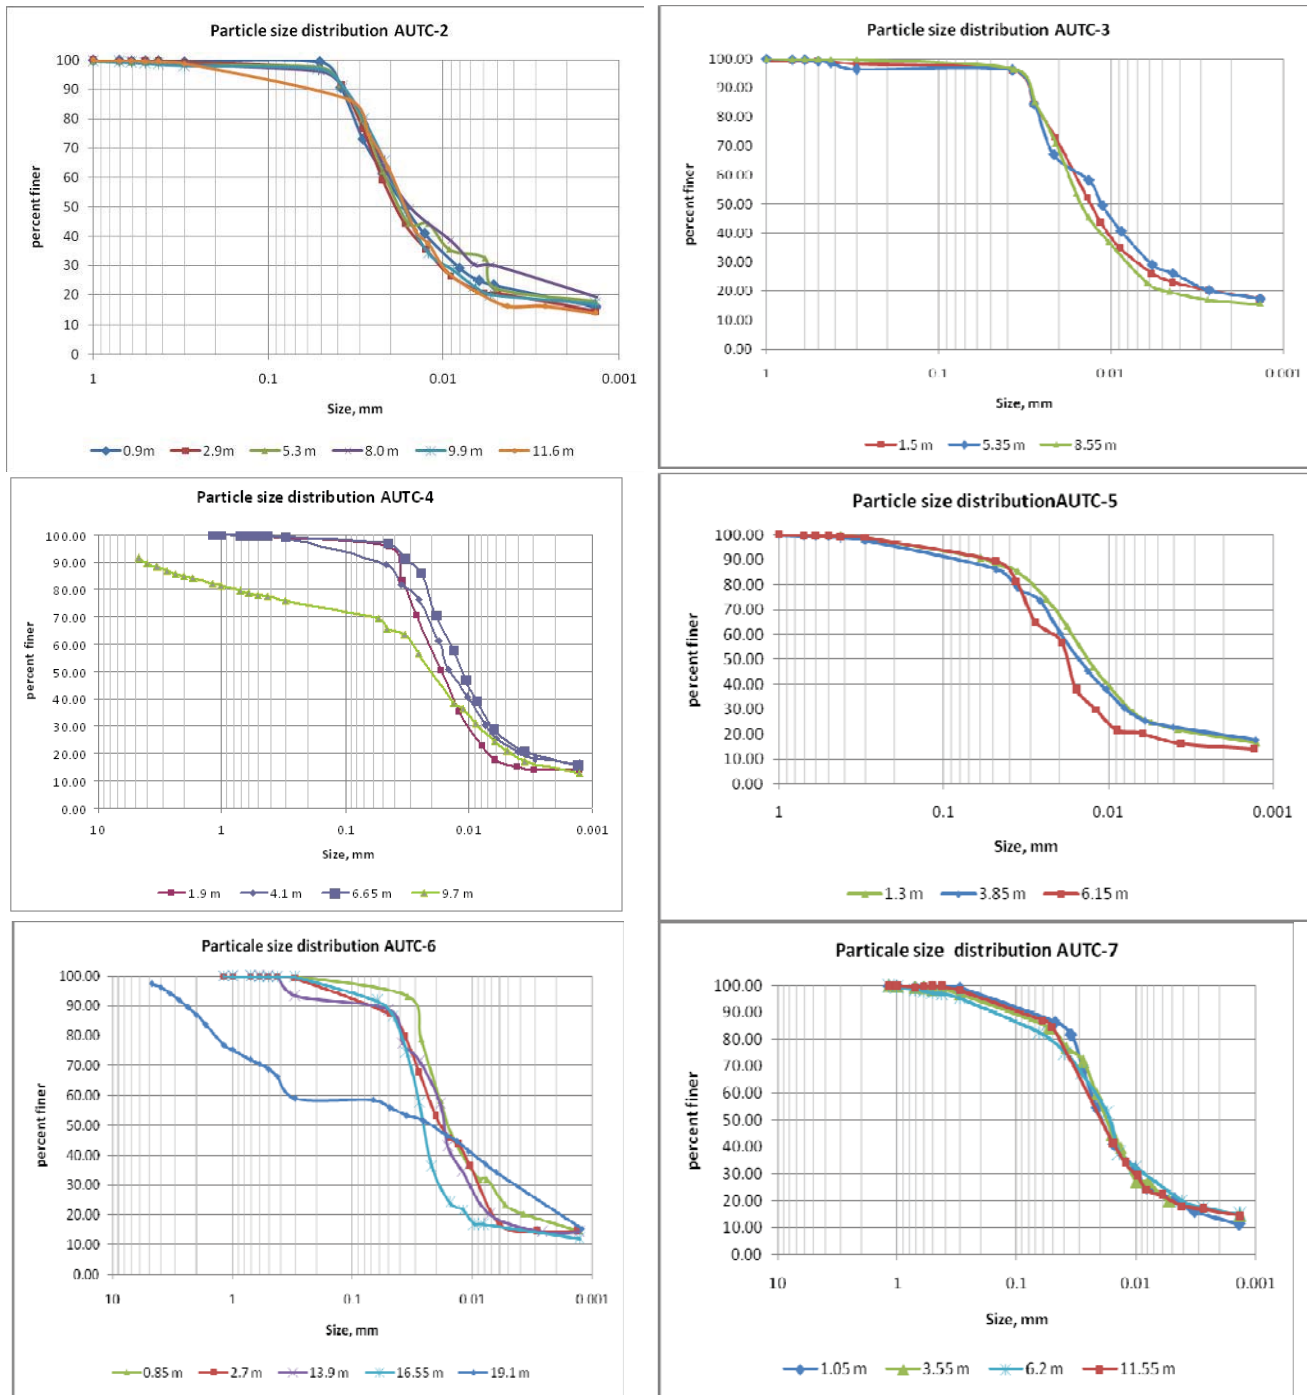 Particle size distribution AUTC-2
percent finer
100
90
80
70
60
50
40
30
20
10
0
1 0.1 0.01 0.001
Size, mm
0.9m 2.9m 5.3 m 8.0 m 9.9 m 11.6 m
Particle size distribution AUTC-3
percent finer
100.00
90.00
80.00
70.00
60.00
50.00
40.00
30.00
20.00
10.00
0.00
1 0.1 0.01 0.001
Size, mm
1.5 m 5.35 m 8.55 m
Particle size distribution AUTC-4
percent finer
100.00
90.00
80.00
70.00
60.00
50.00
40.00
30.00
20.00
10.00
0.00
10 1 0.1 0.01 0.001
Size, mm
1.9 m 4.1 m 6.65 m 9.7 m
Particle size distributionAUTC-5
percent finer
100.00
90.00
80.00
70.00
60.00
50.00
40.00
30.00
20.00
10.00
0.00
1 0.1 0.01 0.001
Size, mm
1.3 m 3.85 m 6.15 m
Particale size distribution AUTC-6
percent finer
100.00
90.00
80.00
70.00
60.00
50.00
40.00
30.00
20.00
10.00
0.00
10 1 0.1 0.01 0.001
Size, mm
0.85 m 2.7 m 13.9 m 16.55 m 19.1 m
Particale size distribution AUTC-7
percent finer
100.00
90.00
80.00
70.00
60.00
50.00
40.00
30.00
20.00
10.00
0.00
10 1 0.1 0.01 0.001
Size, mm
1.05 m 3.55 m 6.2 m 11.55 m